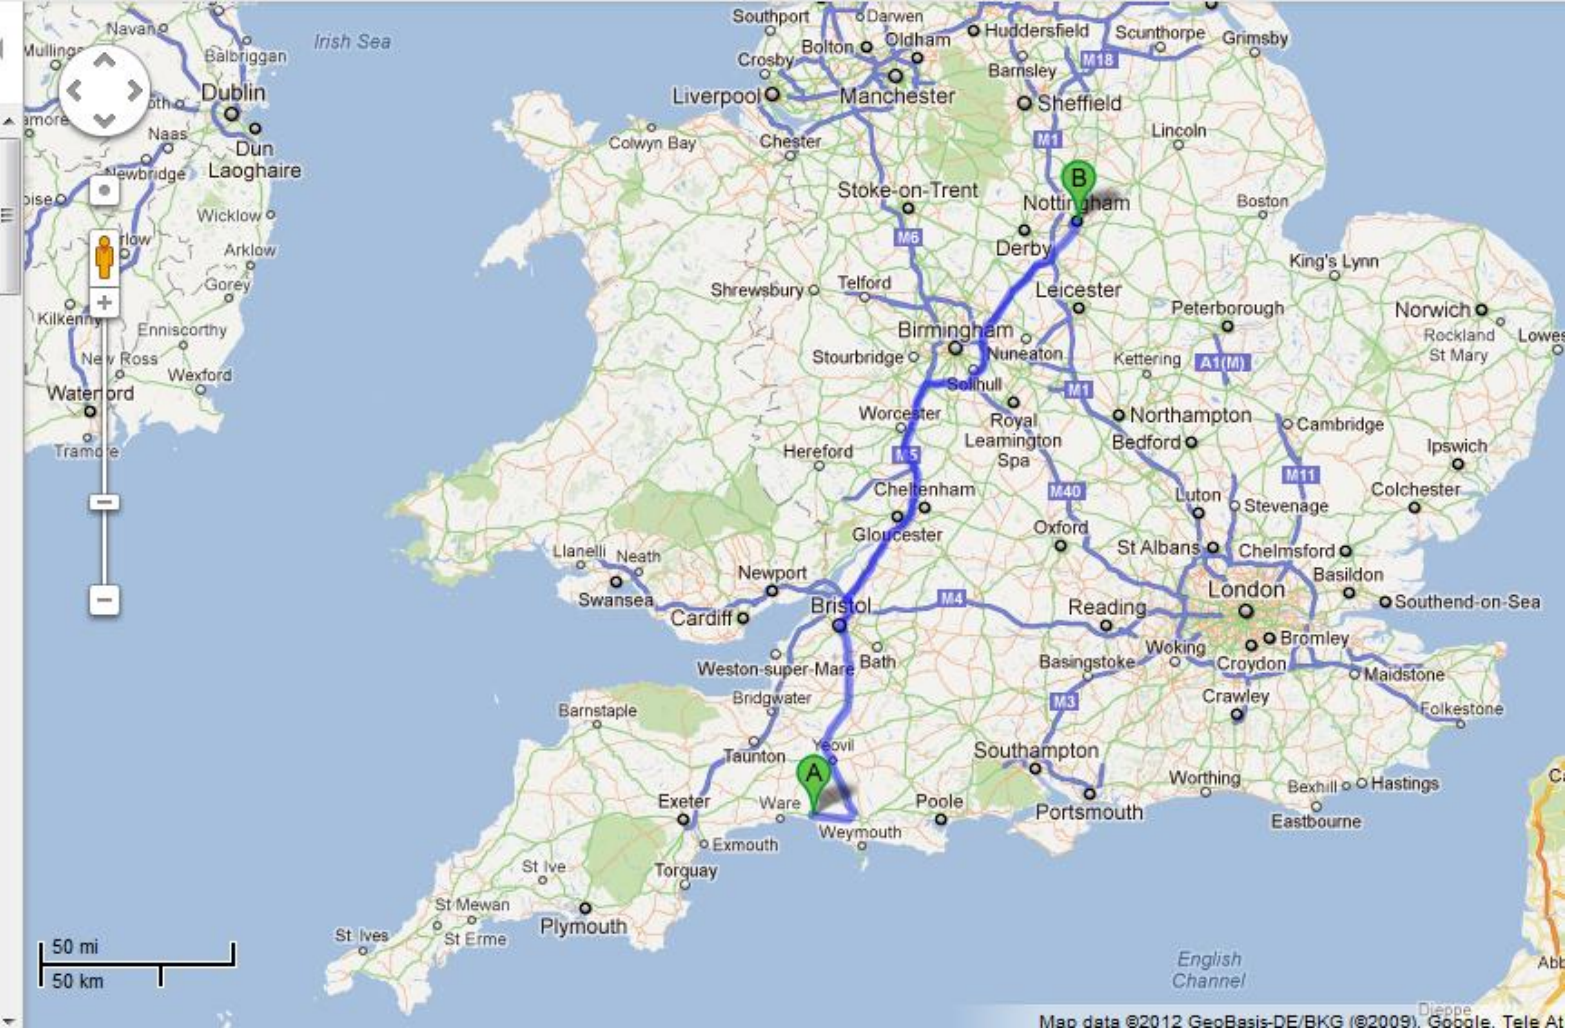 Southport
Darwen
Oldham
Huddersfield
Scunthorpe
Grimsby
Navan
Irish Sea
Bolton
Balbriggan
Crosby
Barnsley
M18
Dublin
Liverpool
Manchester
Sheffield
Naas
Colwyn Bay
Chester
M1
Lincoln
Dun
Laoghaire
Newbridge
B
Stoke-on-Trent
Nottingham
Boston
Wicklow
M6
Derby
Arklow
King's Lynn
Gorey
Shrewsbury
Telford
Leicester
Peterborough
Norwich
Kilkenny
Enniscorthy
Birmingham
Rockland
St Mary
New Ross
Stourbridge
Nuneaton
Kettering
A1(M)
Wexford
Solihull
M1
Waterford
Worcester
Royal
Leamington
Spa
Northampton
Cambridge
Bedford
Ipswich
Tramore
Hereford
M5
M11
Cheltenham
M40
Luton
Stevenage
Colchester
Gloucester
Oxford
St Albans
Chelmsford
Llanelli
Neath
Newport
Basildon
Swansea
Bristol
M4
Reading
London
Southend-on-Sea
Cardiff
Bromley
Weston-super-Mare
Bath
Basingstoke
Woking
Croydon
Maidstone
Bridgwater
M3
Crawley
Folkestone
Barnstaple
Yeovil
Taunton
Southampton
A
Worthing
Bexhill
Hastings
Exeter
Ware
Poole
Portsmouth
Eastbourne
Weymouth
Exmouth
St Ive
Torquay
St Mewan
Plymouth
St Ives
St Erme
50 mi
50 km
English
Channel
Dieppe
Map data ©2012 GeoBasis-DE/BKG (©2009), Google, Tele At